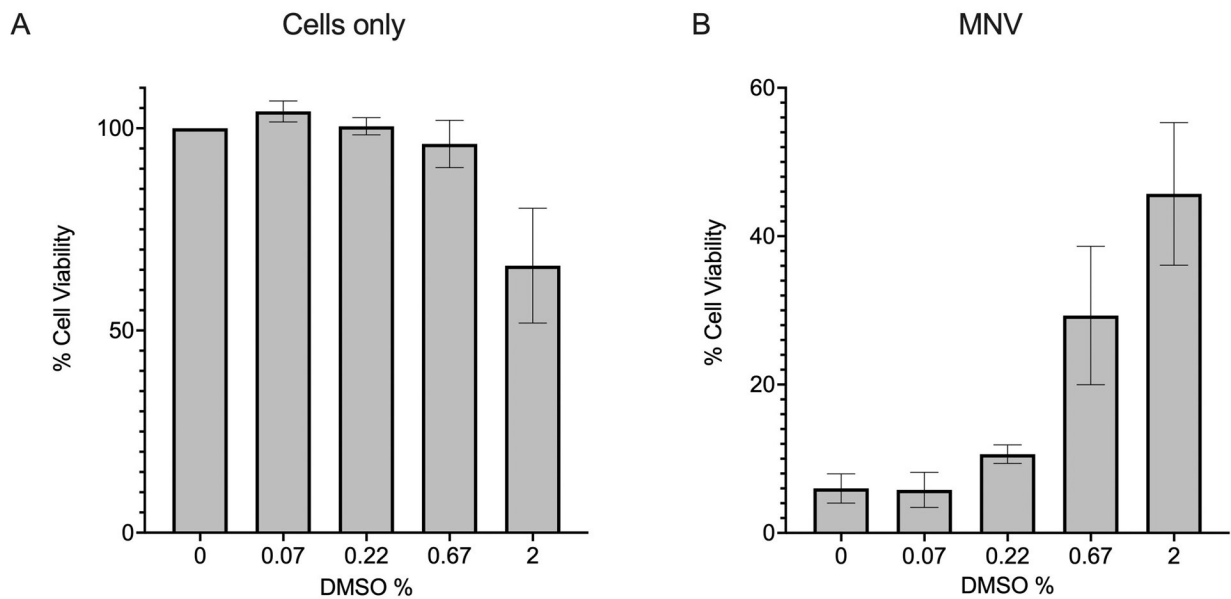 A
Cells only
% Cell Viability
100
50
0
0 0.07 0.22 0.67 2
DMSO %
B
MNV
% Cell Viability
60
40
20
0
0 0.07 0.22 0.67 2
DMSO %